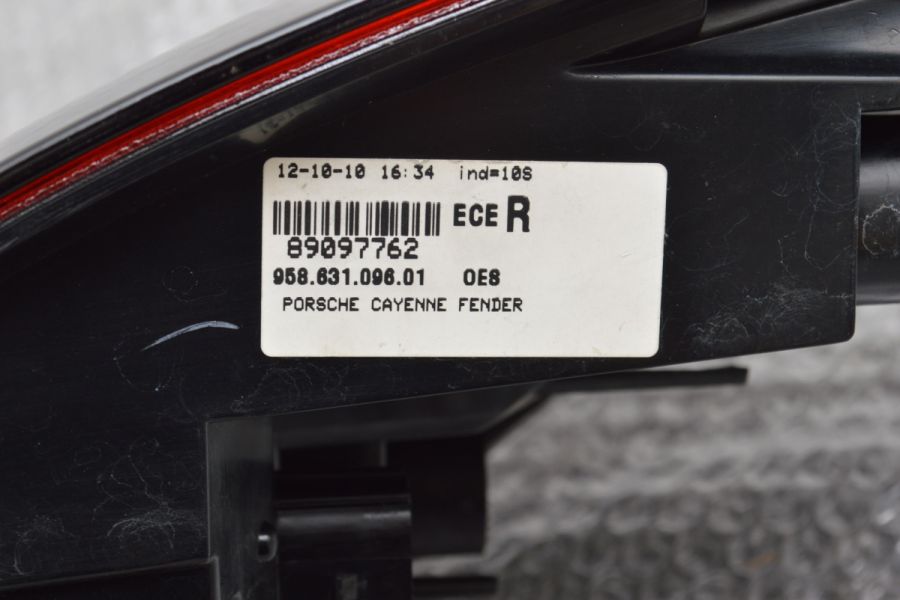 12-10-10 16:34 ind=10S
ECE R
89097762
958.631.096.01 OES
PORSCHE CAYENNE FENDER